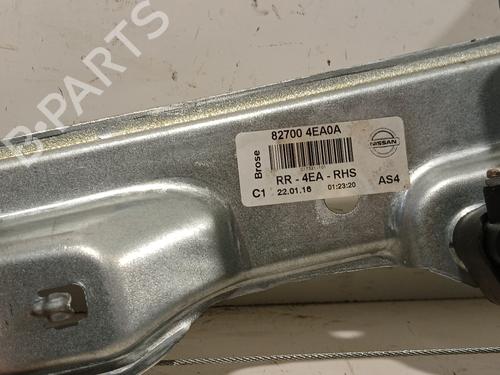 B-PARTS
Brose
82700 4EA0A
NISSAN
RR - 4EA - RHS
C1 22.01.16 01:23:20 AS4